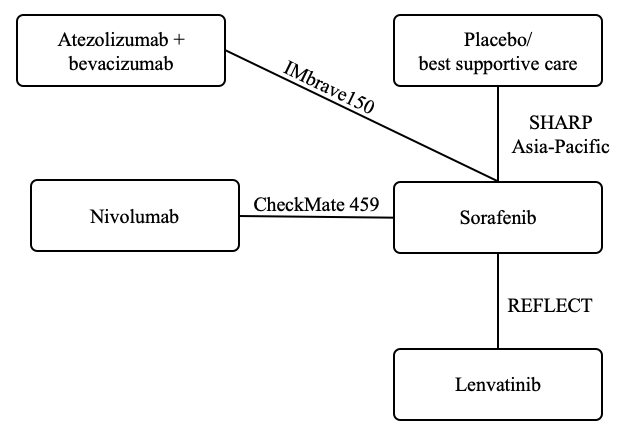 Atezolizumab +
bevacizumab
Placebo/
best supportive care
IMbrave150
SHARP
Asia-Pacific
Nivolumab
CheckMate 459
Sorafenib
REFLECT
Lenvatinib